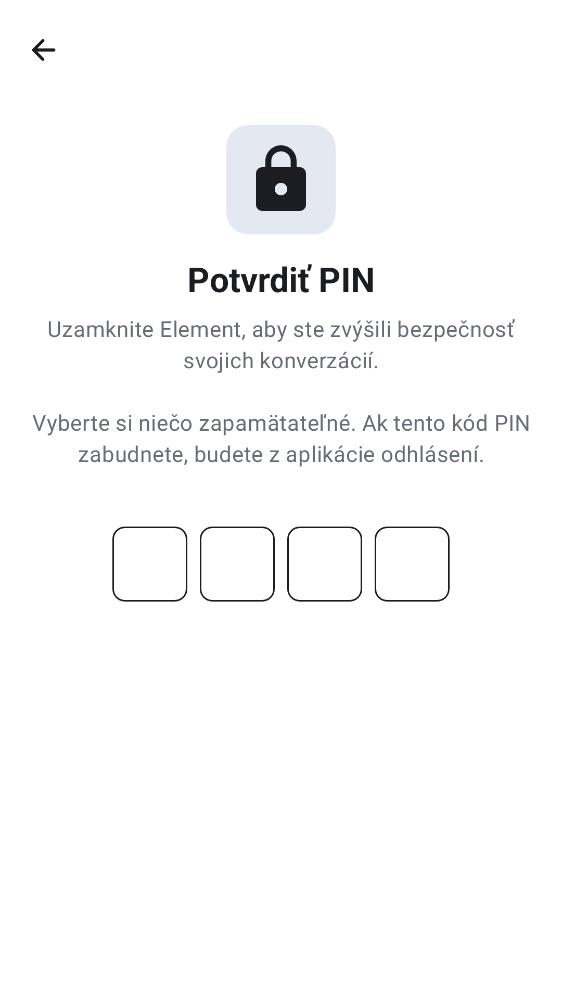 Potvrdiť PIN
Uzamknite Element, aby ste zvýšili bezpečnosť
svojich konverzácií.
Vyberte si niečo zapamätateľné. Ak tento kód PIN
zabudnete, budete z aplikácie odhlásení.